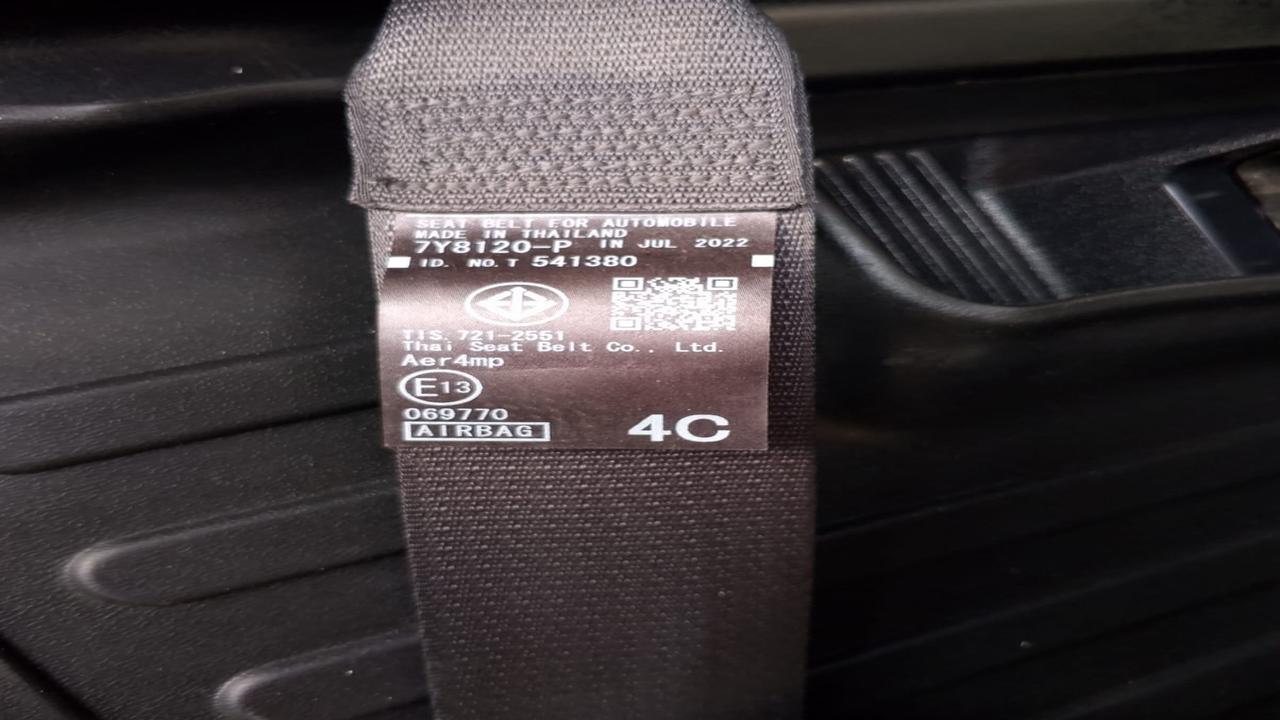 SEAT BELT FOR AUTOMOBILE
MADE IN THAILAND
7Y8120-P IN JUL 2022
ID. NO. T 541380
TIS. 721-2551
Thai Seat Belt Co., Ltd.
Aer4mp
E13
069770
AIRBAG 4C